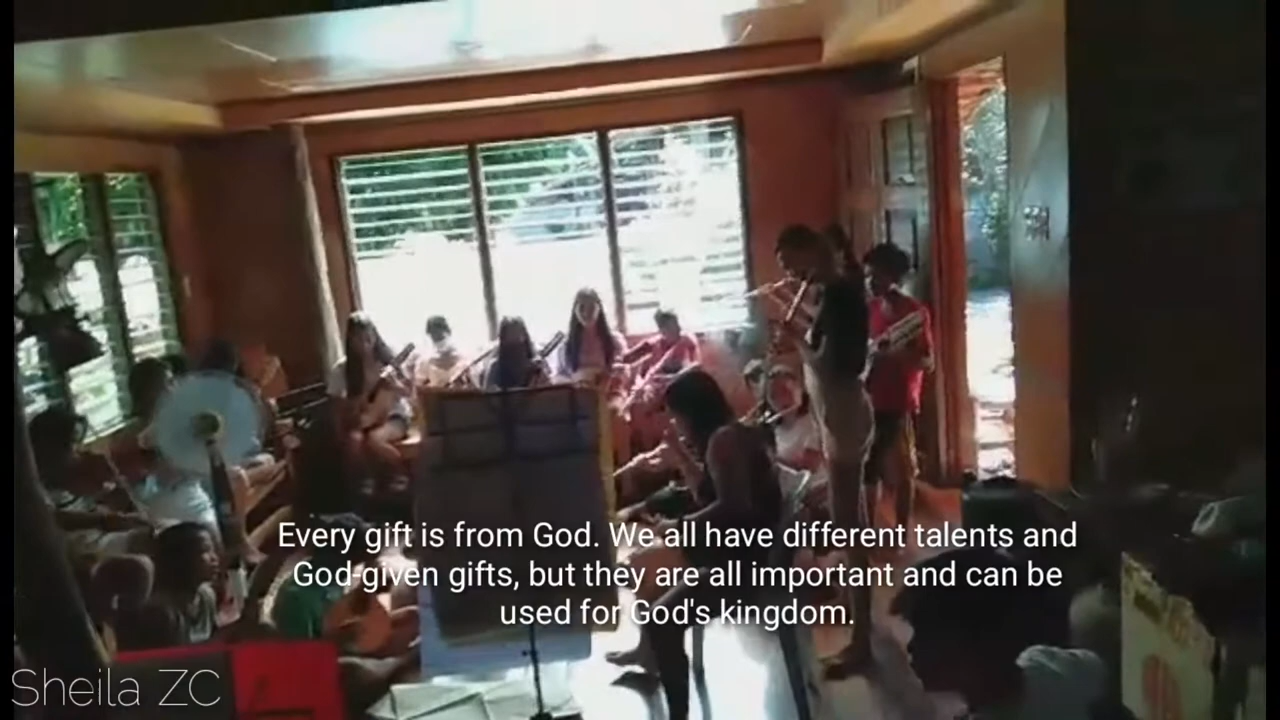 Every gift is from God. We all have different talents and
God-given gifts, but they are all important and can be
used for God's kingdom.
Sheila ZC